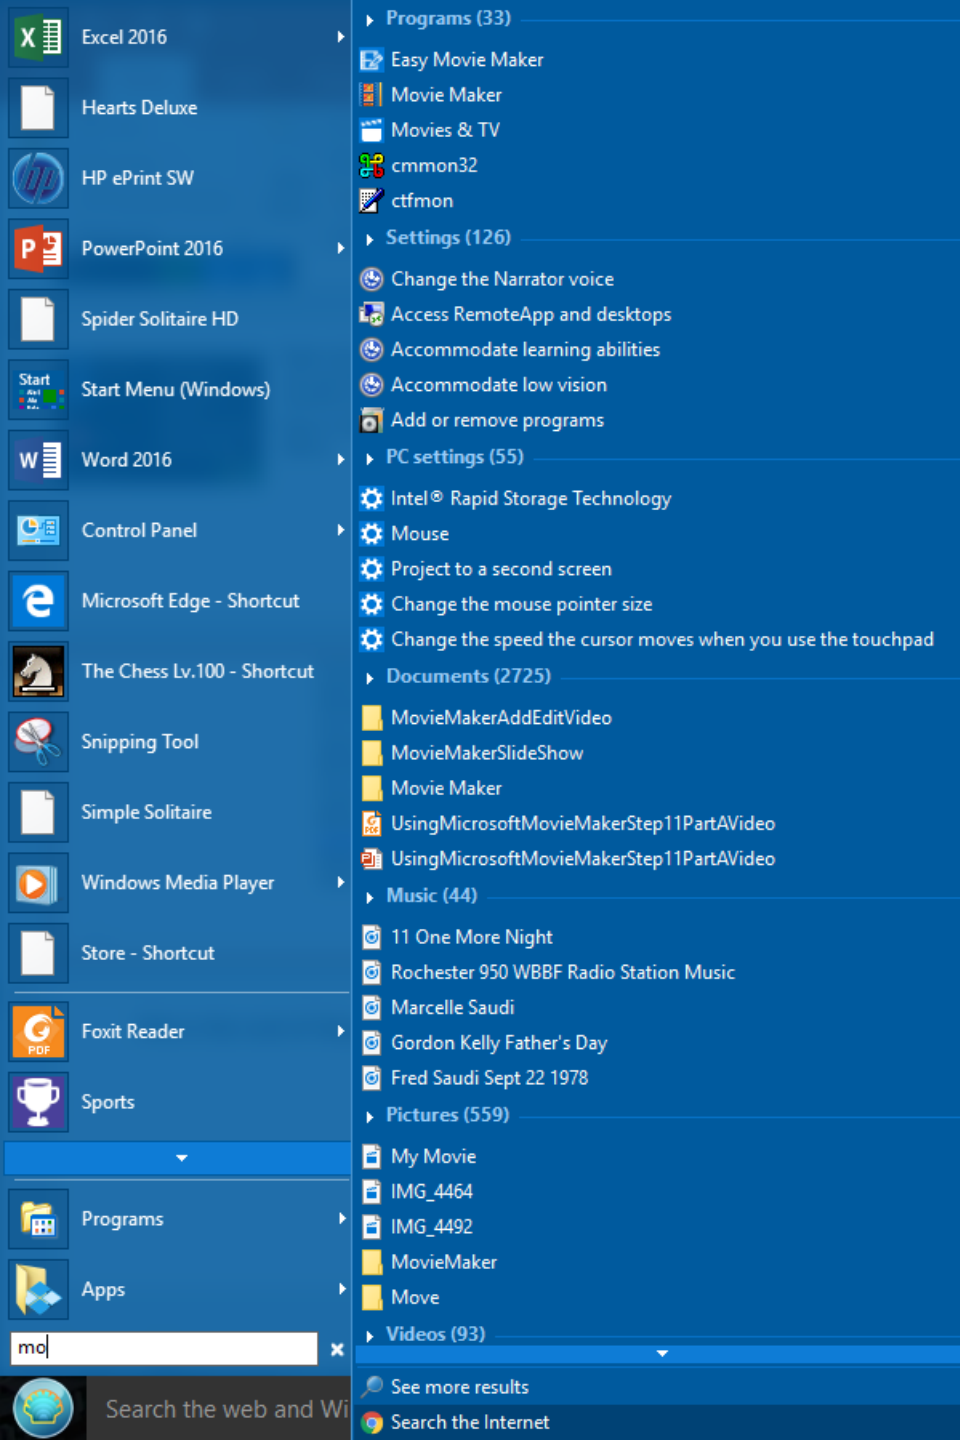 Excel 2016
Hearts Deluxe
HP ePrint SW
PowerPoint 2016
Spider Solitaire HD
Start
Start Menu (Windows)
Word 2016
Control Panel
Microsoft Edge - Shortcut
The Chess Lv.100 - Shortcut
Snipping Tool
Simple Solitaire
Windows Media Player
Store - Shortcut
PDF
Foxit Reader
Sports
Programs
Apps
mo
Search the web and Wi
Programs (33)
Easy Movie Maker
Movie Maker
Movies & TV
cmmon32
ctfmon
Settings (126)
Change the Narrator voice
Access RemoteApp and desktops
Accommodate learning abilities
Accommodate low vision
Add or remove programs
PC settings (55)
Intel® Rapid Storage Technology
Mouse
Project to a second screen
Change the mouse pointer size
Change the speed the cursor moves when you use the touchpad
Documents (2725)
MovieMakerAddEditVideo
MovieMakerSlideShow
Movie Maker
UsingMicrosoftMovieMakerStep11PartAVideo
UsingMicrosoftMovieMakerStep11PartAVideo
Music (44)
11 One More Night
Rochester 950 WBBF Radio Station Music
Marcelle Saudi
Gordon Kelly Father's Day
Fred Saudi Sept 22 1978
Pictures (559)
My Movie
IMG_4464
IMG_4492
MovieMaker
Move
Videos (93)
See more results
Search the Internet